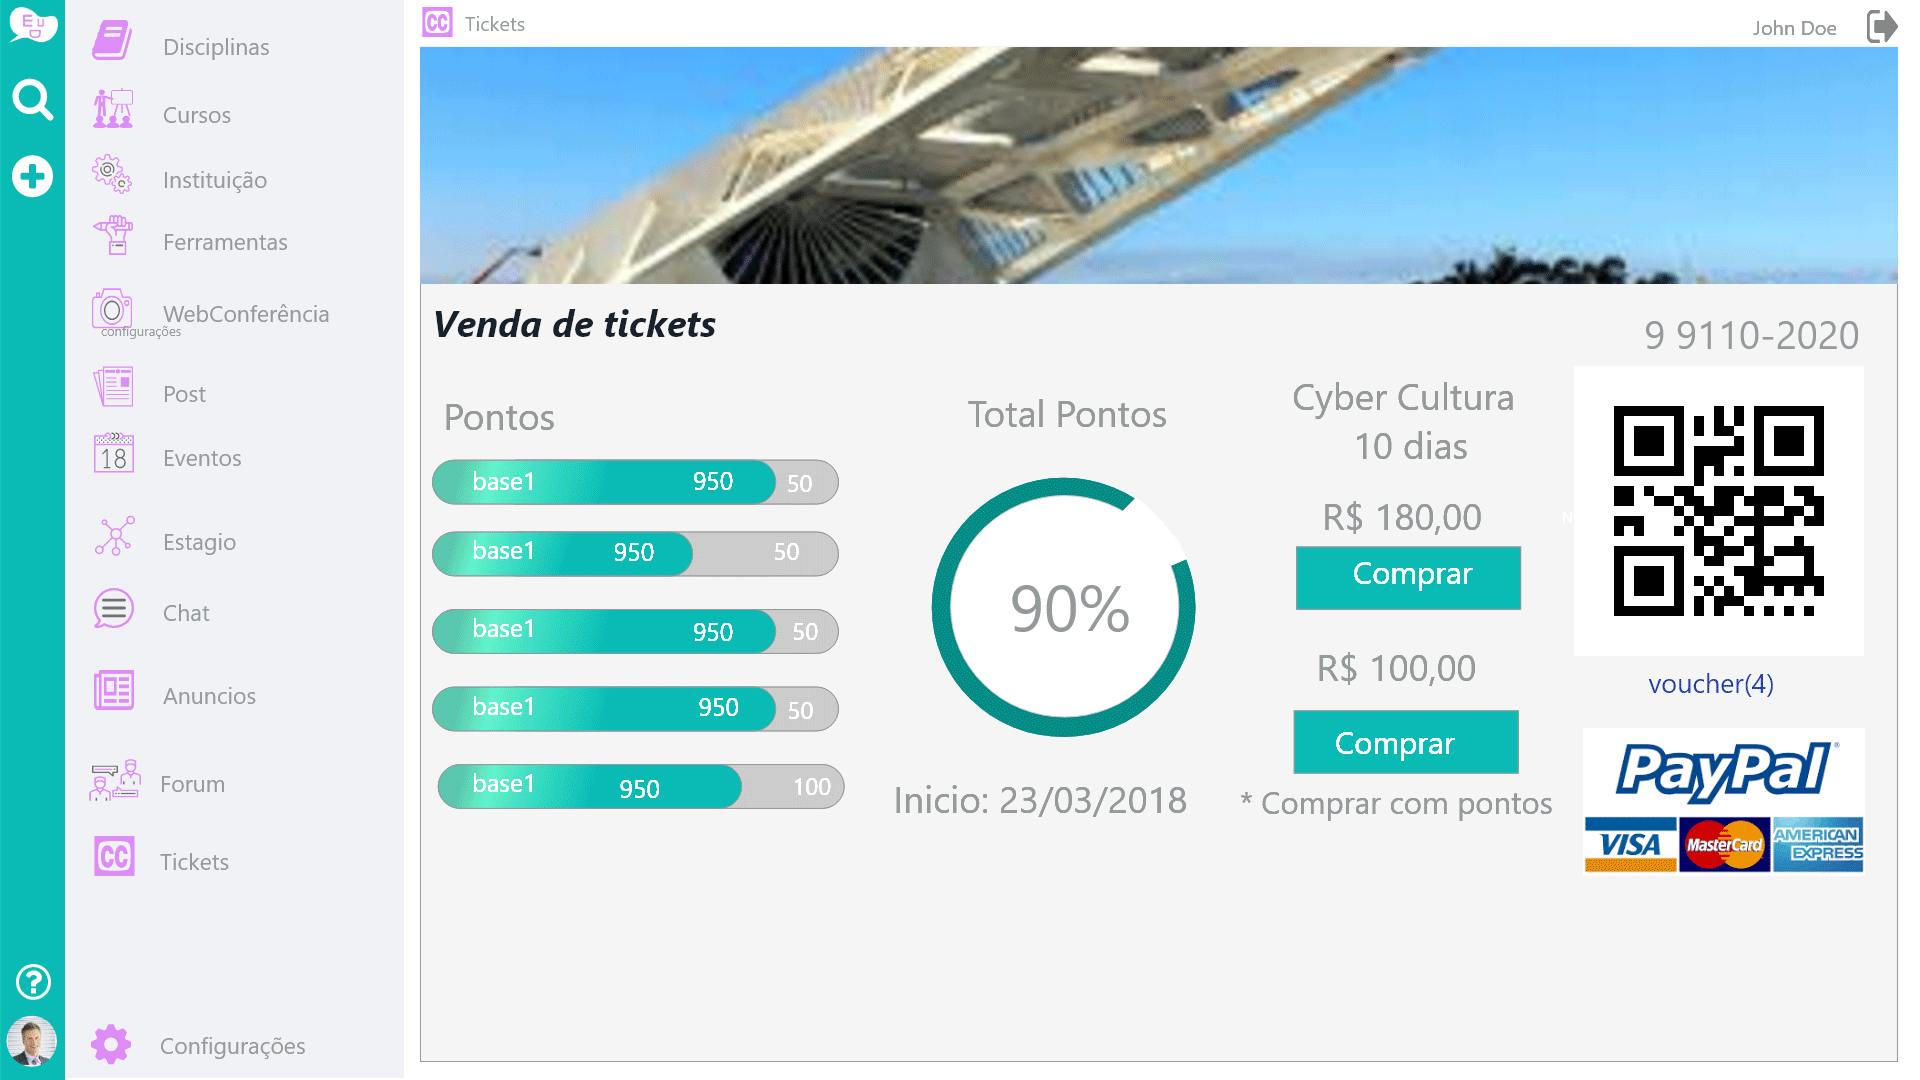 EUD
Disciplinas
Cursos
Instituição
Ferramentas
WebConferência
configurações
Post
18
Eventos
Estagio
Chat
Anuncios
Forum
CC
Tickets
Configurações
CC
Tickets
John Doe
Venda de tickets
9 9110-2020
Pontos
base1 950 50
base1 950 50
base1 950 50
base1 950 50
base1 950 100
Total Pontos
90%
Inicio: 23/03/2018
Cyber Cultura
10 dias
R$ 180,00
Comprar
R$ 100,00
Comprar
* Comprar com pontos
N
voucher(4)
PayPal®
VISA
MasterCard
AMERICAN
EXPRESS